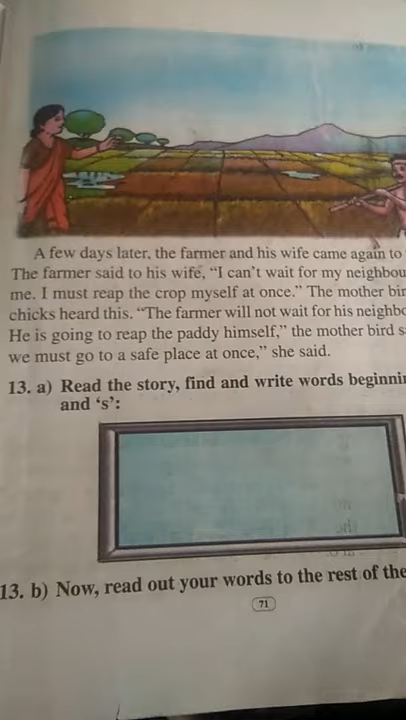 A few days later, the farmer and his wife came again to
The farmer said to his wife, “I can’t wait for my neighbou
me. I must reap the crop myself at once.” The mother bir
chicks heard this. “The farmer will not wait for his neighbo
He is going to reap the paddy himself,” the mother bird s
we must go to a safe place at once,” she said.
13. a) Read the story, find and write words beginnin
and ‘s’:
13. b) Now, read out your words to the rest of the
71